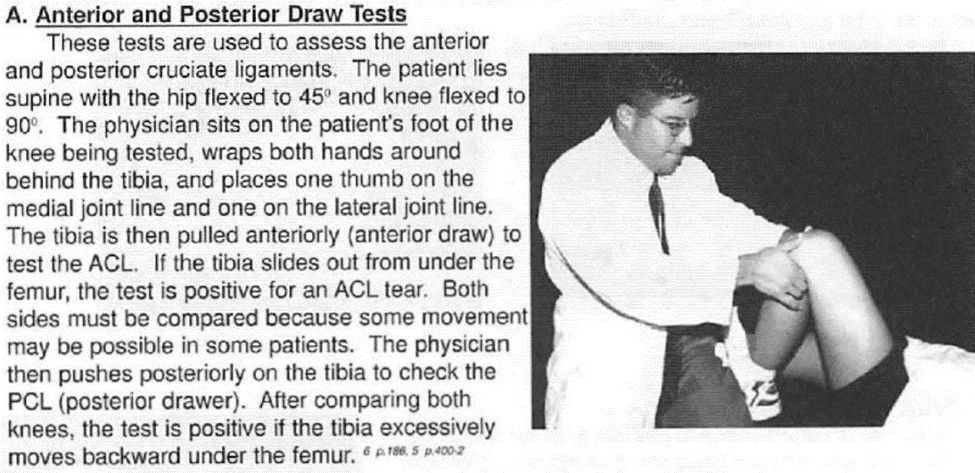 A. Anterior and Posterior Draw Tests
These tests are used to assess the anterior
and posterior cruciate ligaments. The patient lies
supine with the hip flexed to 45º and knee flexed to
90º. The physician sits on the patient's foot of the
knee being tested, wraps both hands around
behind the tibia, and places one thumb on the
medial joint line and one on the lateral joint line.
The tibia is then pulled anteriorly (anterior draw) to
test the ACL. If the tibia slides out from under the
femur, the test is positive for an ACL tear. Both
sides must be compared because some movement
may be possible in some patients. The physician
then pushes posteriorly on the tibia to check the
PCL (posterior drawer). After comparing both
knees, the test is positive if the tibia excessively
moves backward under the femur. 6 p.186, 5 p.400-2